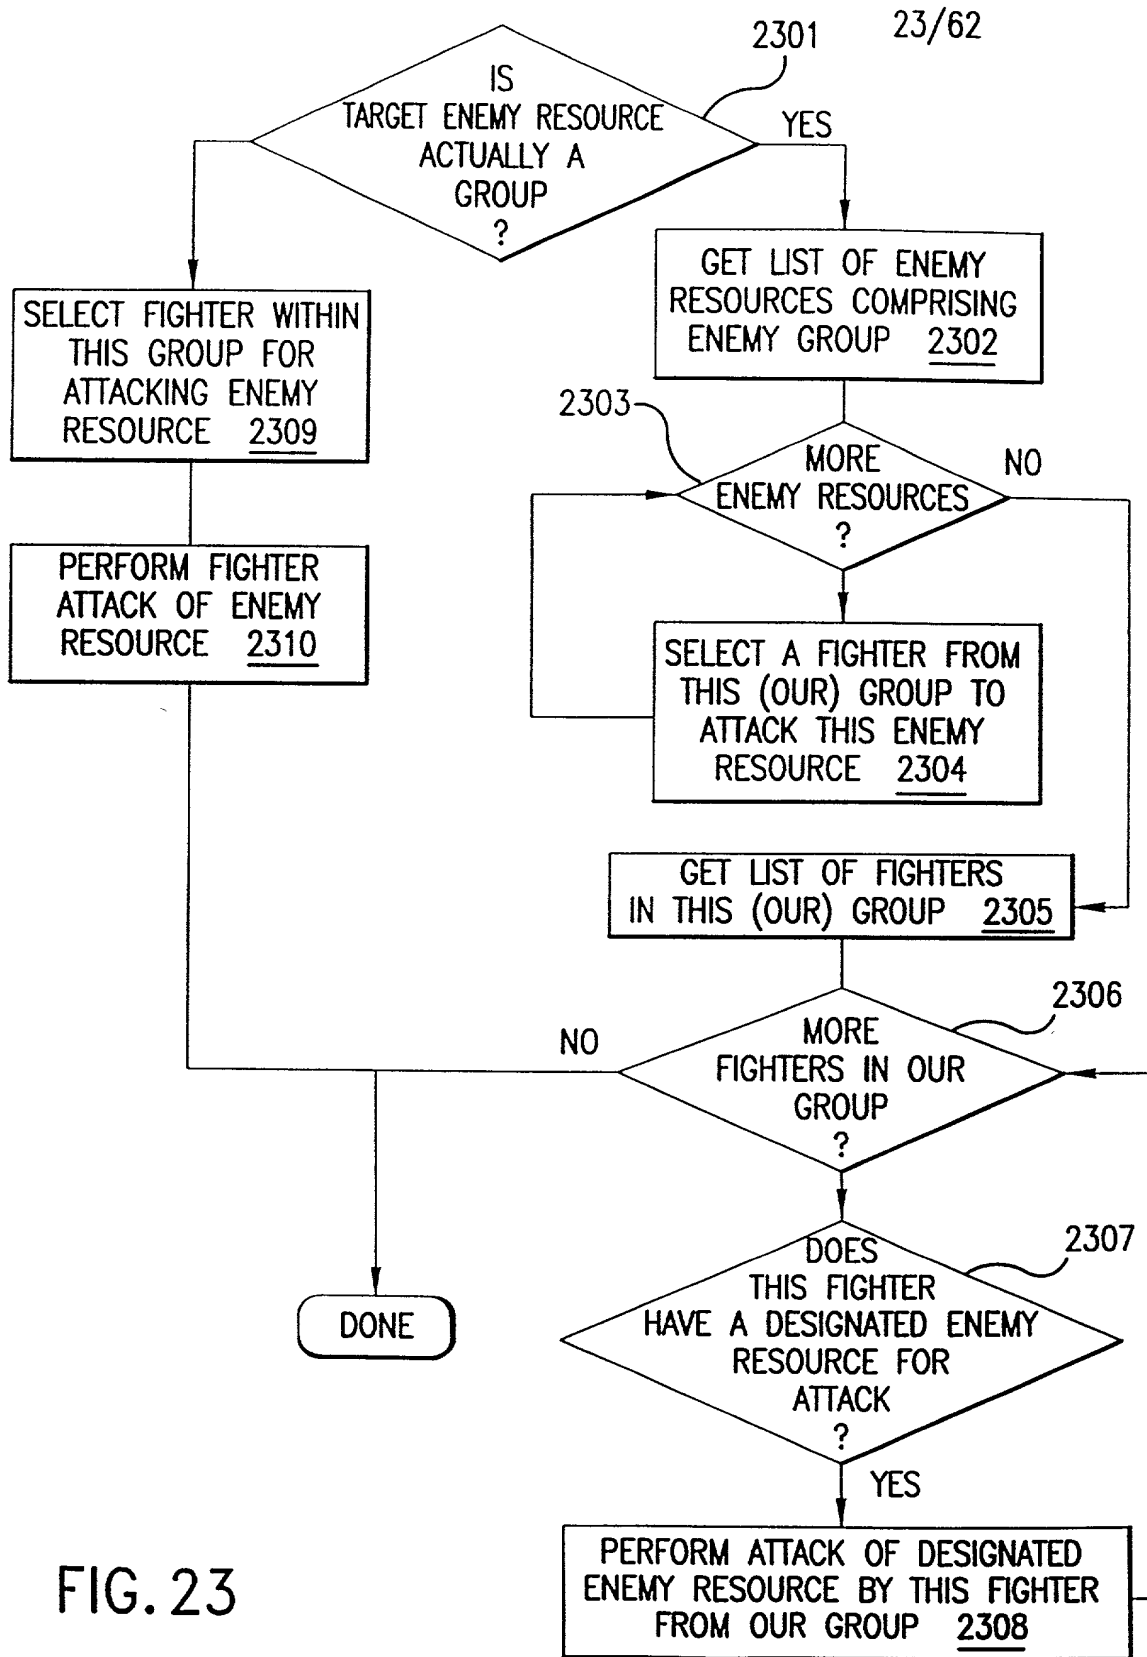 23/62
2301
IS
TARGET ENEMY RESOURCE
ACTUALLY A
GROUP
?
YES
GET LIST OF ENEMY
RESOURCES COMPRISING
ENEMY GROUP 2302
SELECT FIGHTER WITHIN
THIS GROUP FOR
ATTACKING ENEMY
RESOURCE 2309
2303
MORE
ENEMY RESOURCES
?
NO
PERFORM FIGHTER
ATTACK OF ENEMY
RESOURCE 2310
SELECT A FIGHTER FROM
THIS (OUR) GROUP TO
ATTACK THIS ENEMY
RESOURCE 2304
GET LIST OF FIGHTERS
IN THIS (OUR) GROUP 2305
2306
MORE
FIGHTERS IN OUR
GROUP
?
NO
2307
DOES
THIS FIGHTER
HAVE A DESIGNATED ENEMY
RESOURCE FOR
ATTACK
?
DONE
YES
PERFORM ATTACK OF DESIGNATED
ENEMY RESOURCE BY THIS FIGHTER
FROM OUR GROUP 2308
FIG. 23